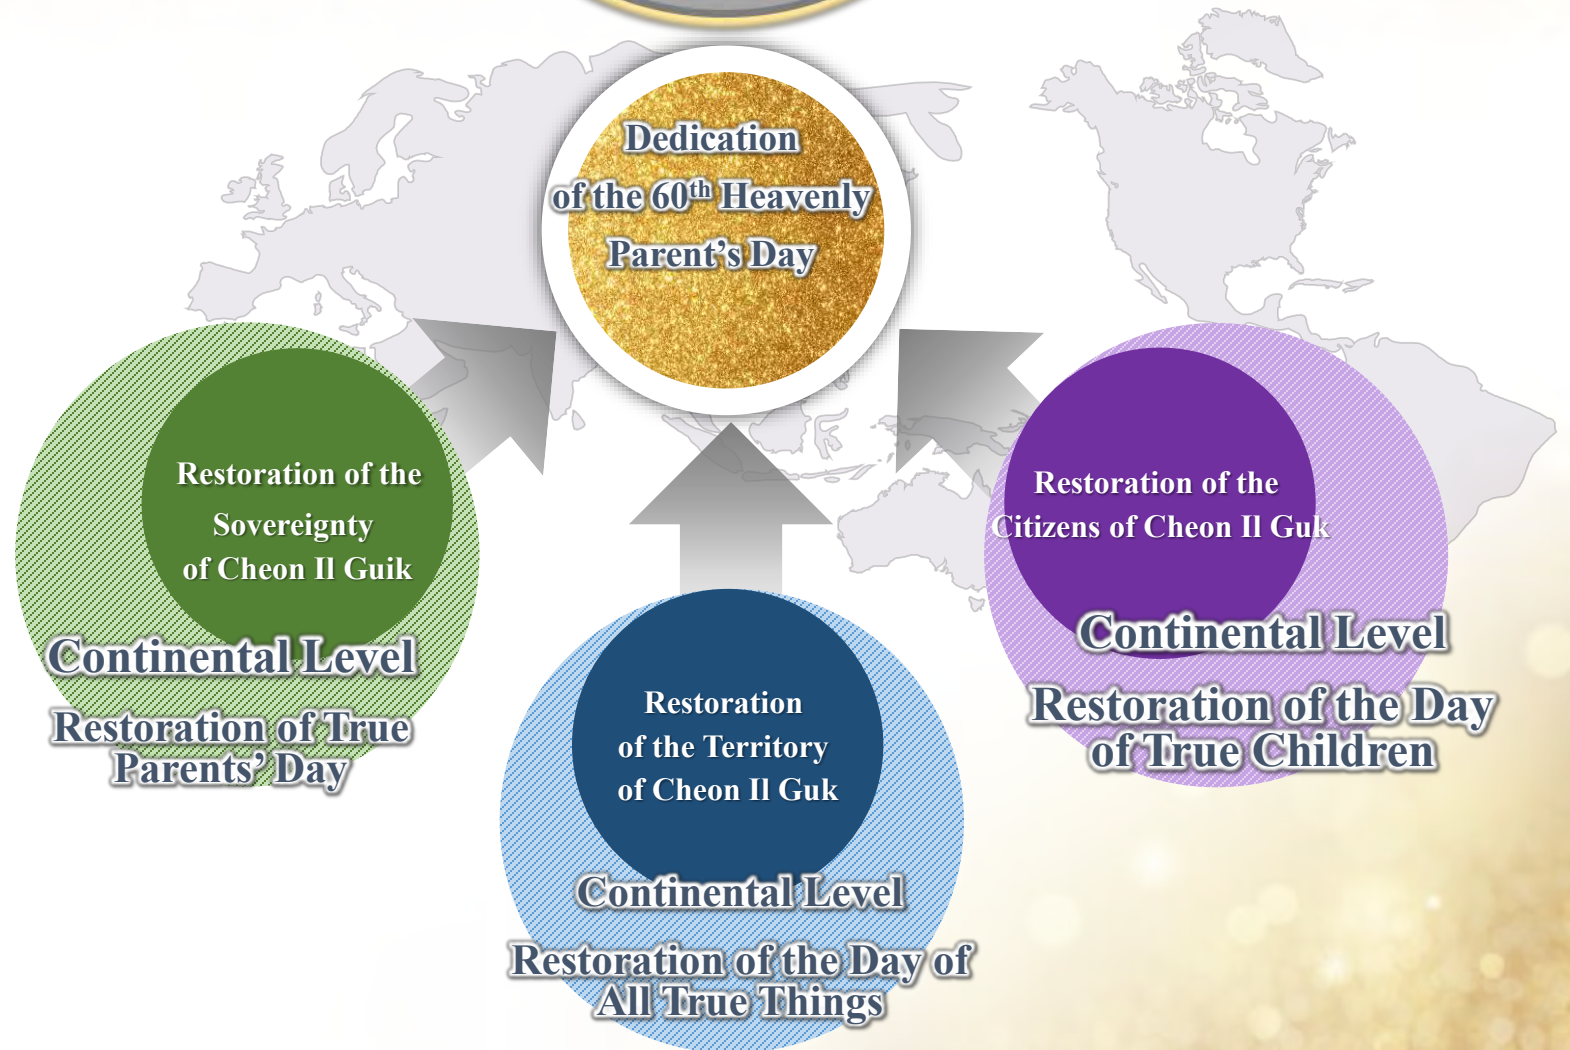 Dedication
of the 60th Heavenly
Parent’s Day
Restoration of the
Sovereignty
of Cheon Il Guik
Continental Level
Restoration of True
Parents’ Day
Restoration
of the Territory
of Cheon Il Guk
Continental Level
Restoration of the Day of
All True Things
Restoration of the
Citizens of Cheon Il Guk
Continental Level
Restoration of the Day
of True Children